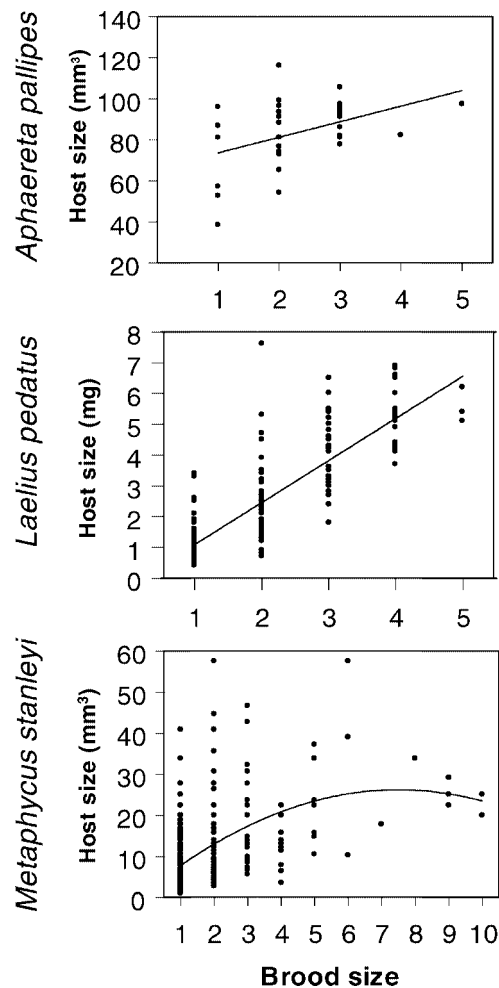 Aphaereta pallipes
Host size (mm³)
140
120
100
80
60
40
20
1 2 3 4 5
Laelius pedatus
Host size (mg)
8
7
6
5
4
3
2
1
0
1 2 3 4 5
Metaphycus stanleyi
Host size (mm³)
60
50
40
30
20
10
0
1 2 3 4 5 6 7 8 9 10
Brood size